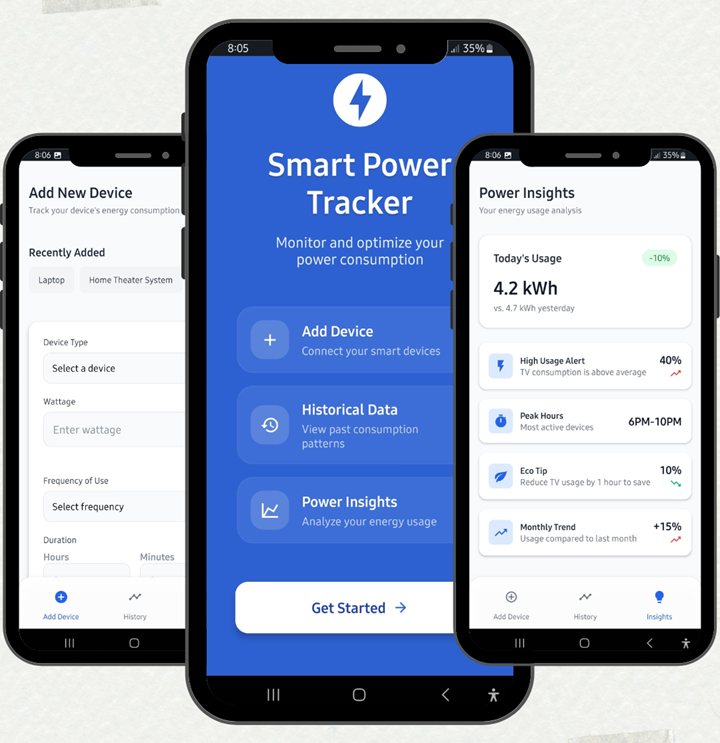 8:06
Add New Device
Track your device's energy consumption
Recently Added
Laptop
Home Theater System
Device Type
Select a device
Wattage
Enter wattage
Frequency of Use
Select frequency
Duration
Hours
Minutes
Add Device
History
8:05
35%
Smart Power
Tracker
Monitor and optimize your
power consumption
Add Device
Connect your smart devices
Historical Data
View past consumption
patterns
Power Insights
Analyze your energy usage
Get Started →
8:06
35%
Power Insights
Your energy usage analysis
Today's Usage
-10%
4.2 kWh
vs. 4.7 kWh yesterday
High Usage Alert
40%
TV consumption is above average
Peak Hours
6PM-10PM
Most active devices
Eco Tip
10%
Reduce TV usage by 1 hour to save
Monthly Trend
+15%
Usage compared to last month
Add Device
History
Insights